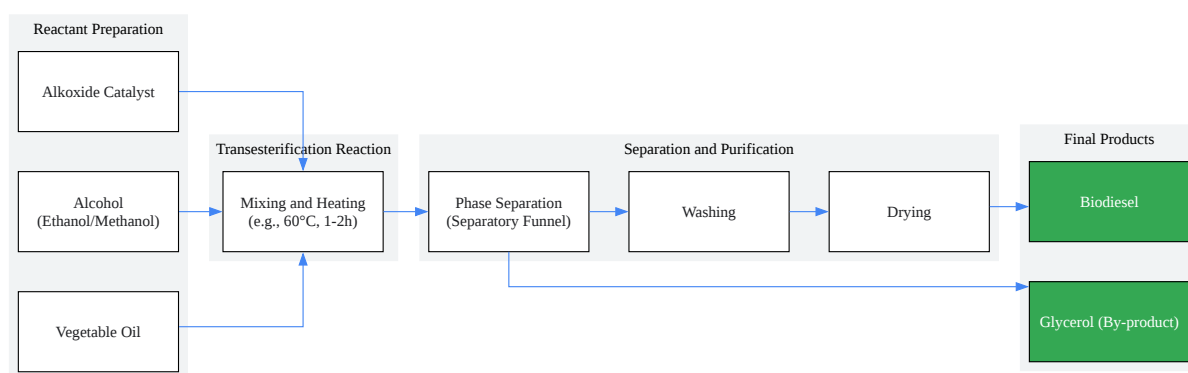 Reactant Preparation
Alkoxide Catalyst
Alcohol
(Ethanol/Methanol)
Vegetable Oil
Transesterification Reaction
Mixing and Heating
(e.g., 60°C, 1-2h)
Separation and Purification
Phase Separation
(Separatory Funnel)
Washing
Drying
Final Products
Biodiesel
Glycerol (By-product)